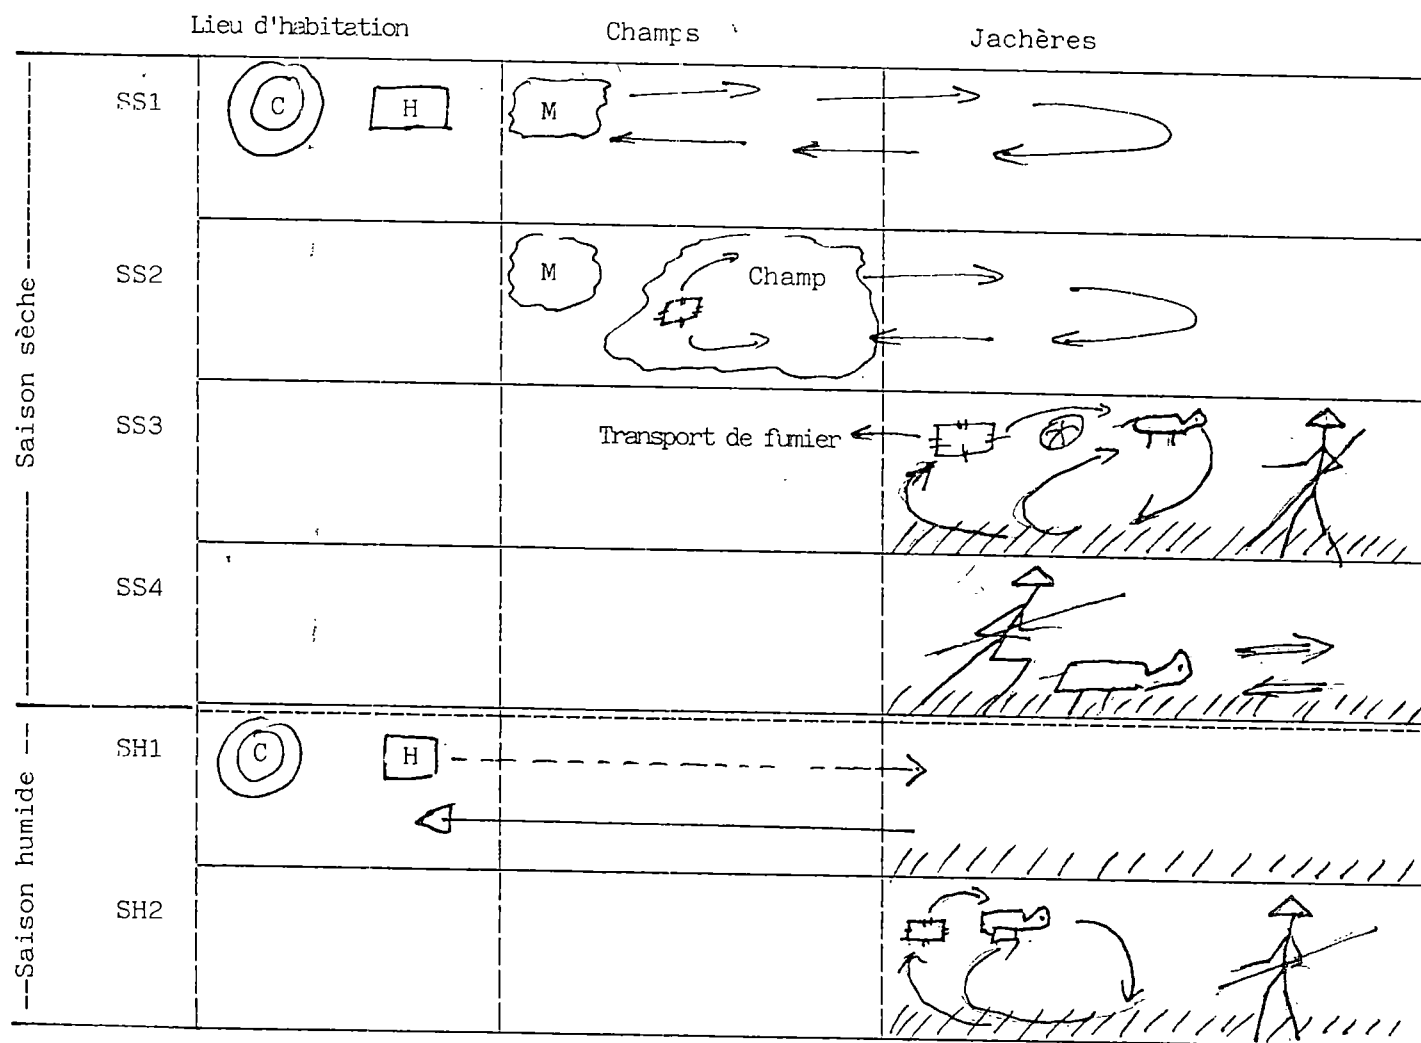 Lieu d'habitation Champs Jachères
Saison sèche
SS1 C H M
SS2 M Champ
SS3 Transport de fumier
SS4
Saison humide
SH1 C H
SH2